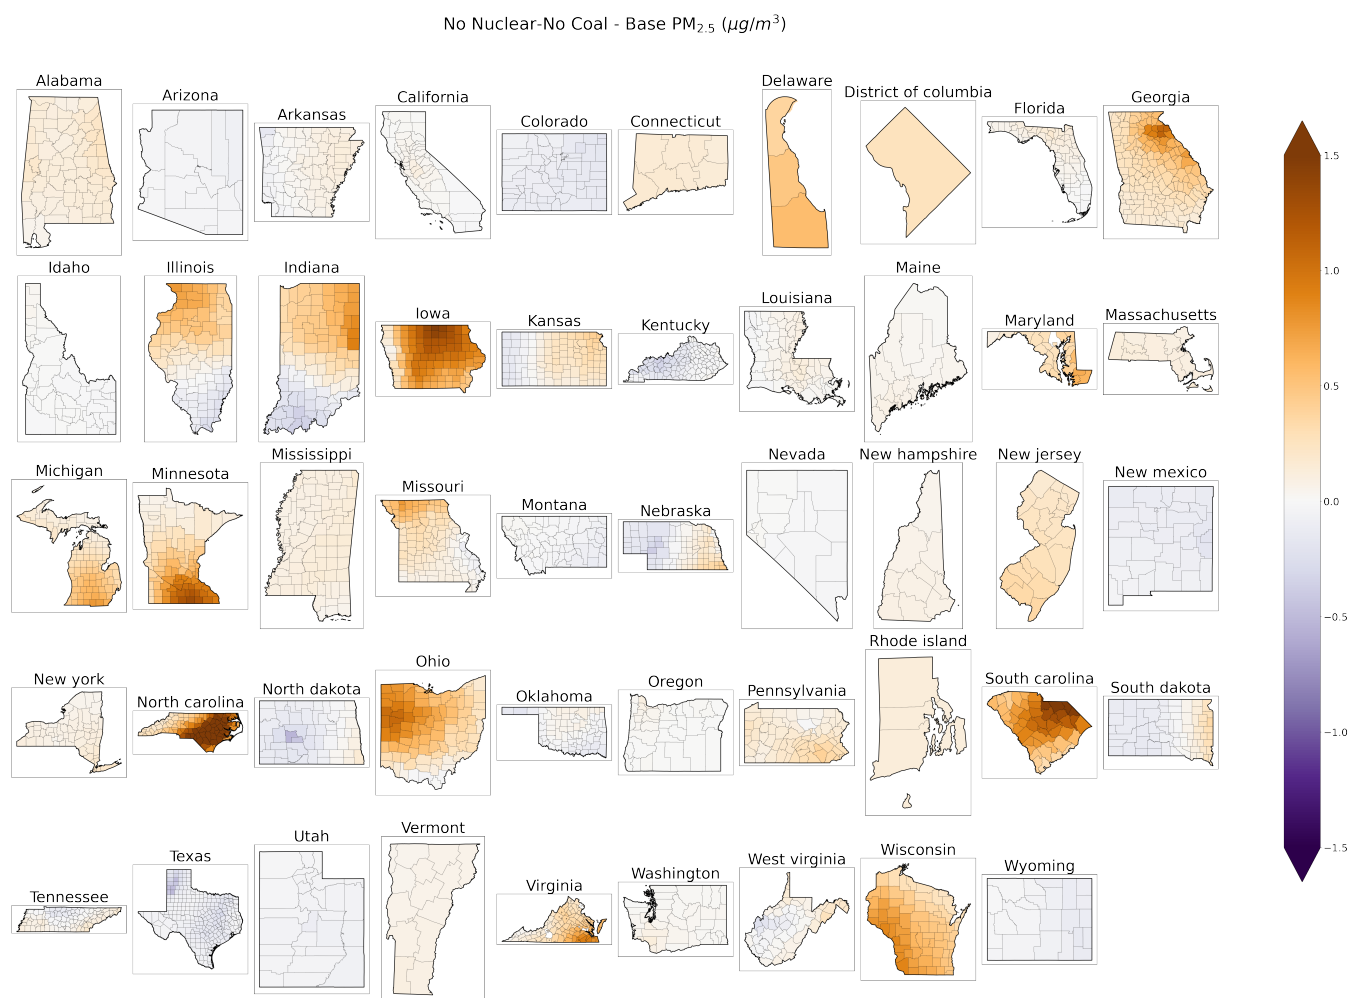 No Nuclear-No Coal - Base PM2.5 (μg/m3)
Alabama
Arizona
Arkansas
California
Colorado
Connecticut
Delaware
District of columbia
Florida
Georgia
Idaho
Illinois
Indiana
Iowa
Kansas
Kentucky
Louisiana
Maine
Maryland
Massachusetts
Michigan
Minnesota
Mississippi
Missouri
Montana
Nebraska
Nevada
New hampshire
New jersey
New mexico
New york
North carolina
North dakota
Ohio
Oklahoma
Oregon
Pennsylvania
Rhode island
South carolina
South dakota
Tennessee
Texas
Utah
Vermont
Virginia
Washington
West virginia
Wisconsin
Wyoming
1.5
1.0
0.5
0.0
−0.5
−1.0
−1.5